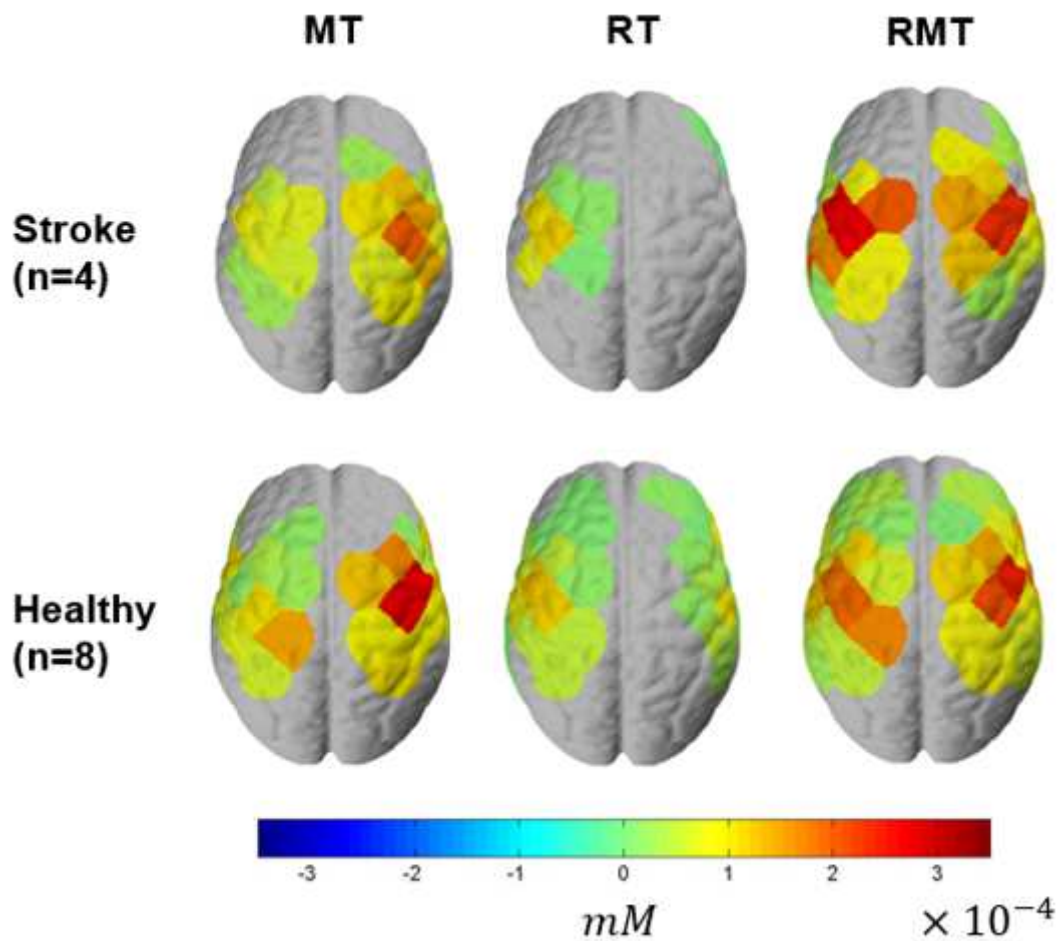 MT RT RMT
Stroke
(n=4)
Healthy
(n=8)
-3 -2 -1 0 1 2 3
mM × 10⁻⁴